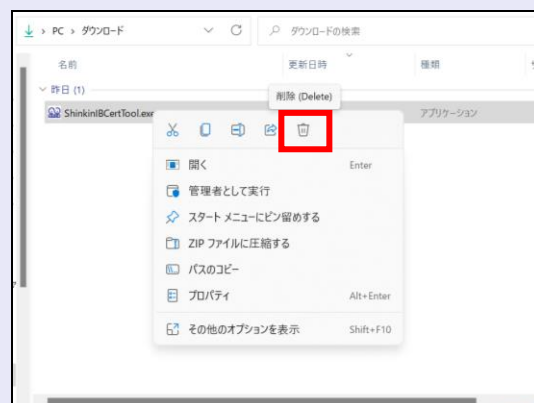 PC › ダウンロード
ダウンロードの検索
名前 更新日時 種類
昨日 (1)
削除 (Delete)
ShinkinIBCertTool.exe アプリケーション
開く Enter
管理者として実行
スタート メニューにピン留めする
ZIP ファイルに圧縮する
パスのコピー
プロパティ Alt+Enter
その他のオプションを表示 Shift+F10